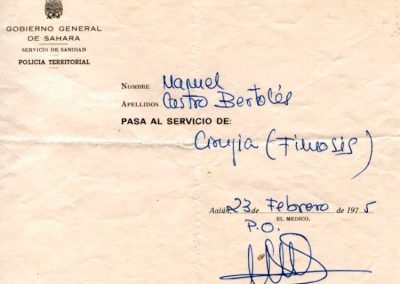 GOBIERNO GENERAL
DE SAHARA
SERVICIO DE SANIDAD
POLICIA TERRITORIAL
NOMBRE Manuel
APELLIDOS Castro Bertolés
PASA AL SERVICIO DE:
Cirujia (Fimosis)
Aaiún 23 de Febrero de 1975
EL MEDICO,
P.O.